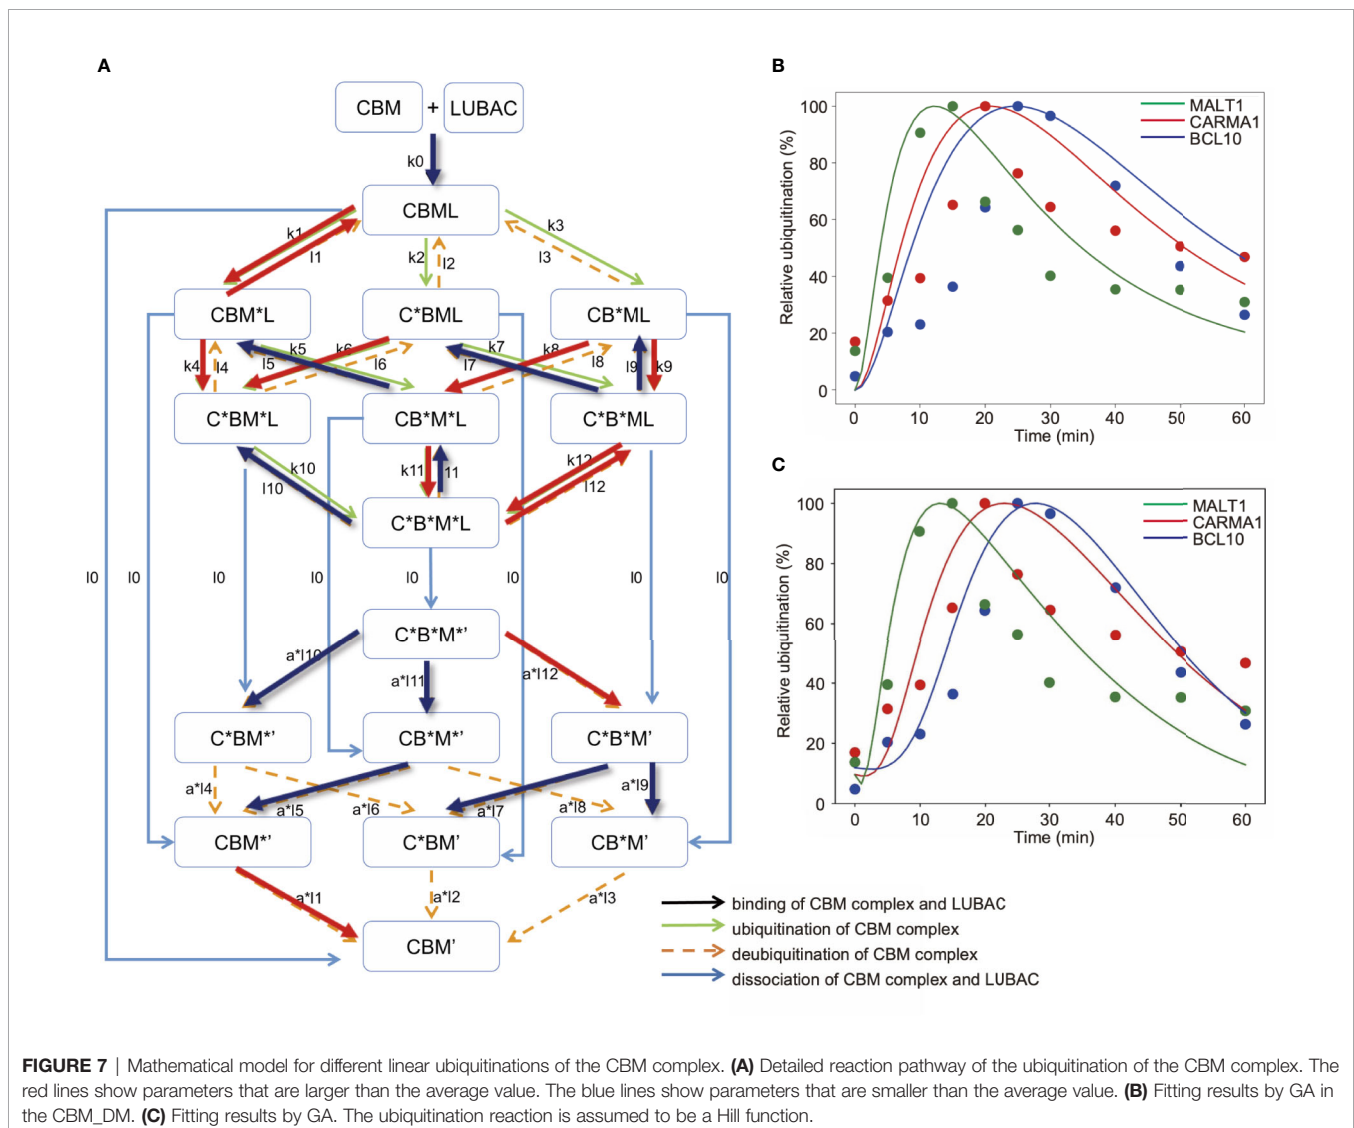 A
CBM + LUBAC
k0
CBML
k1
l1
k2
l2
k3
l3
CBM*L
C*BML
CB*ML
k4
l4
l5
k5
k6
l6
l7
k7
k8
l8
l9
k9
C*BM*L
CB*M*L
C*B*ML
k10
l10
k11
11
k12
l12
C*B*M*L
l0 l0 l0 l0 l0 l0 l0 l0
C*B*M*’
a*l10
a*l11
a*l12
C*BM*’
CB*M*’
C*B*M’
a*l4
a*l5
a*l6
a*l7
a*l8
a*l9
CBM*’
C*BM’
CB*M’
a*l1
a*l2
a*l3
CBM’
binding of CBM complex and LUBAC
ubiquitination of CBM complex
deubiquitination of CBM complex
dissociation of CBM complex and LUBAC
B
Relative ubiquitination (%)
100
80
60
40
20
0
MALT1
CARMA1
BCL10
0 10 20 30 40 50 60
Time (min)
C
Relative ubiquitination (%)
100
80
60
40
20
0
MALT1
CARMA1
BCL10
0 10 20 30 40 50 60
Time (min)
FIGURE 7 | Mathematical model for different linear ubiquitinations of the CBM complex. (A) Detailed reaction pathway of the ubiquitination of the CBM complex. The
red lines show parameters that are larger than the average value. The blue lines show parameters that are smaller than the average value. (B) Fitting results by GA in
the CBM_DM. (C) Fitting results by GA. The ubiquitination reaction is assumed to be a Hill function.